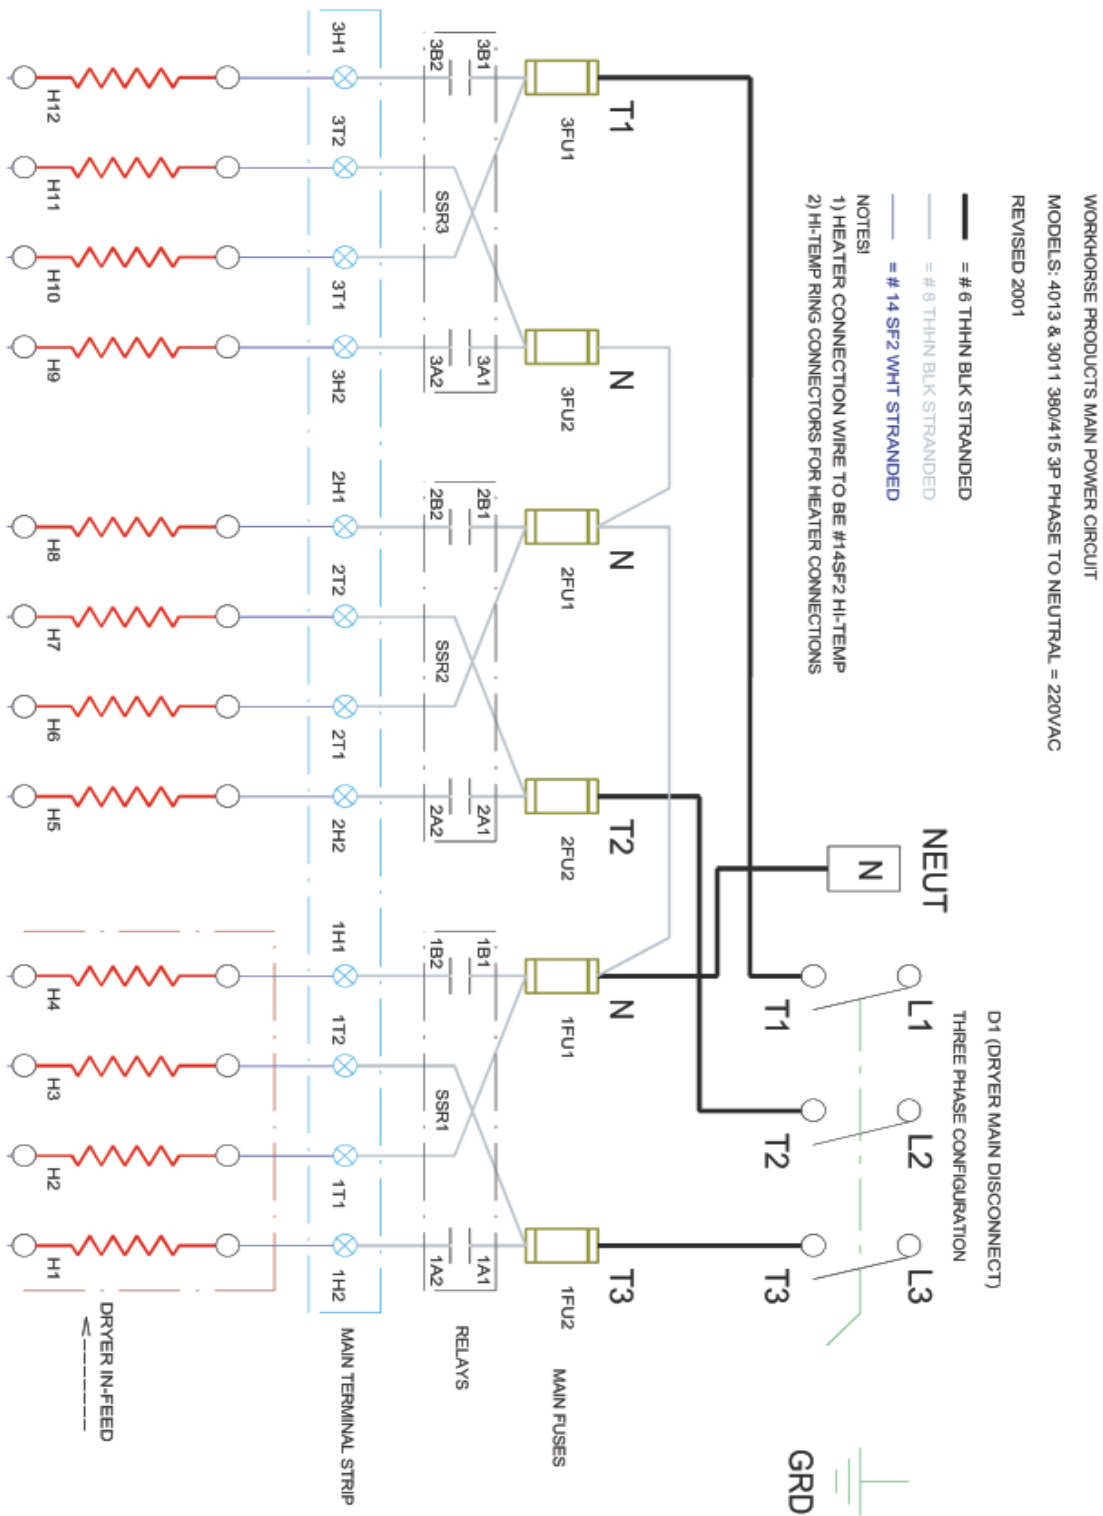 WORKHORSE PRODUCTS MAIN POWER CIRCUIT
MODELS: 4013 & 3011 380/415 3P PHASE TO NEUTRAL = 220VAC
REVISED 2001
= # 6 THHN BLK STRANDED
= # 8 THHN BLK STRANDED
= # 14 SF2 WHT STRANDED
NOTES!
1) HEATER CONNECTION WIRE TO BE #14SF2 HI-TEMP
2) HI-TEMP RING CONNECTORS FOR HEATER CONNECTIONS
D1 (DRYER MAIN DISCONNECT)
THREE PHASE CONFIGURATION
NEUT
N
L1 L2 L3
T1 T2 T3
GRD
T1 N N T2 N T3
3FU1 3FU2 2FU1 2FU2 1FU1 1FU2
MAIN FUSES
3B1 3A1 2B1 2A1 1B1 1A1
SSR3 SSR2 SSR1
3B2 3A2 2B2 2A2 1B2 1A2
RELAYS
3H1 3T2 3T1 3H2 2H1 2T2 2T1 2H2 1H1 1T2 1T1 1H2
MAIN TERMINAL STRIP
H12 H11 H10 H9 H8 H7 H6 H5 H4 H3 H2 H1
DRYER IN-FEED